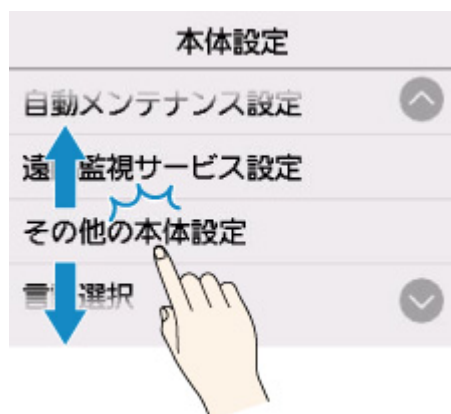 本体設定
自動メンテナンス設定
遠監視サービス設定
その他の本体設定
言選択